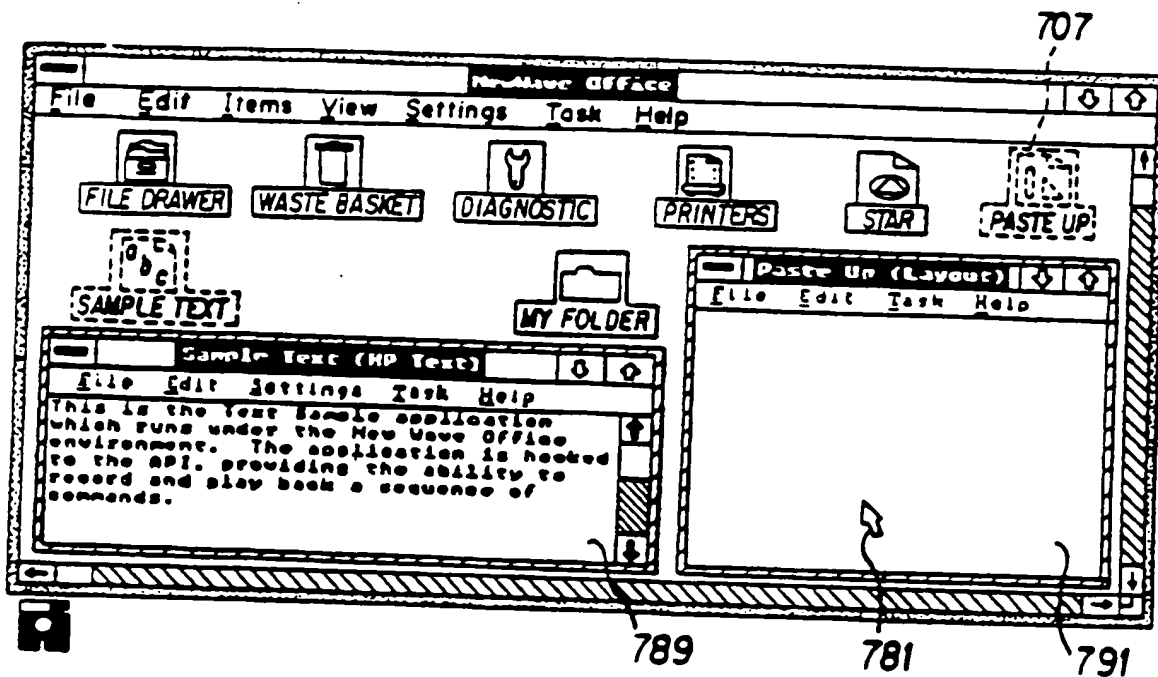 707
NewWave Office
File Edit Items View Settings Task Help
FILE DRAWER WASTE BASKET DIAGNOSTIC PRINTERS STAR PASTE UP
SAMPLE TEXT MY FOLDER
Paste Up (Layout)
File Edit Task Help
Sample Text (HP Text)
File Edit Settings Task Help
This is the Text Sample application
which runs under the New Wave Office
environment. The application is hooked
to the API, providing the ability to
record and play back a sequence of
commands.
a b c
789 781 791